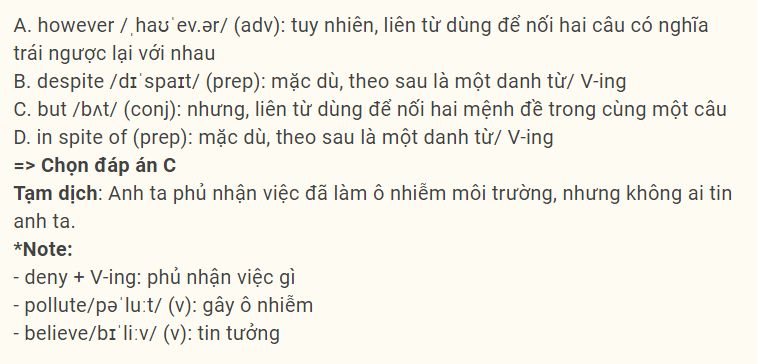 A. however /ˌhaʊˈev.ər/ (adv): tuy nhiên, liên từ dùng để nối hai câu có nghĩa
trái ngược lại với nhau
B. despite /dɪˈspaɪt/ (prep): mặc dù, theo sau là một danh từ/ V-ing
C. but /bʌt/ (conj): nhưng, liên từ dùng để nối hai mệnh đề trong cùng một câu
D. in spite of (prep): mặc dù, theo sau là một danh từ/ V-ing
=> Chọn đáp án C
Tạm dịch: Anh ta phủ nhận việc đã làm ô nhiễm môi trường, nhưng không ai tin
anh ta.
*Note:
- deny + V-ing: phủ nhận việc gì
- pollute/pəˈluːt/ (v): gây ô nhiễm
- believe/bɪˈliːv/ (v): tin tưởng